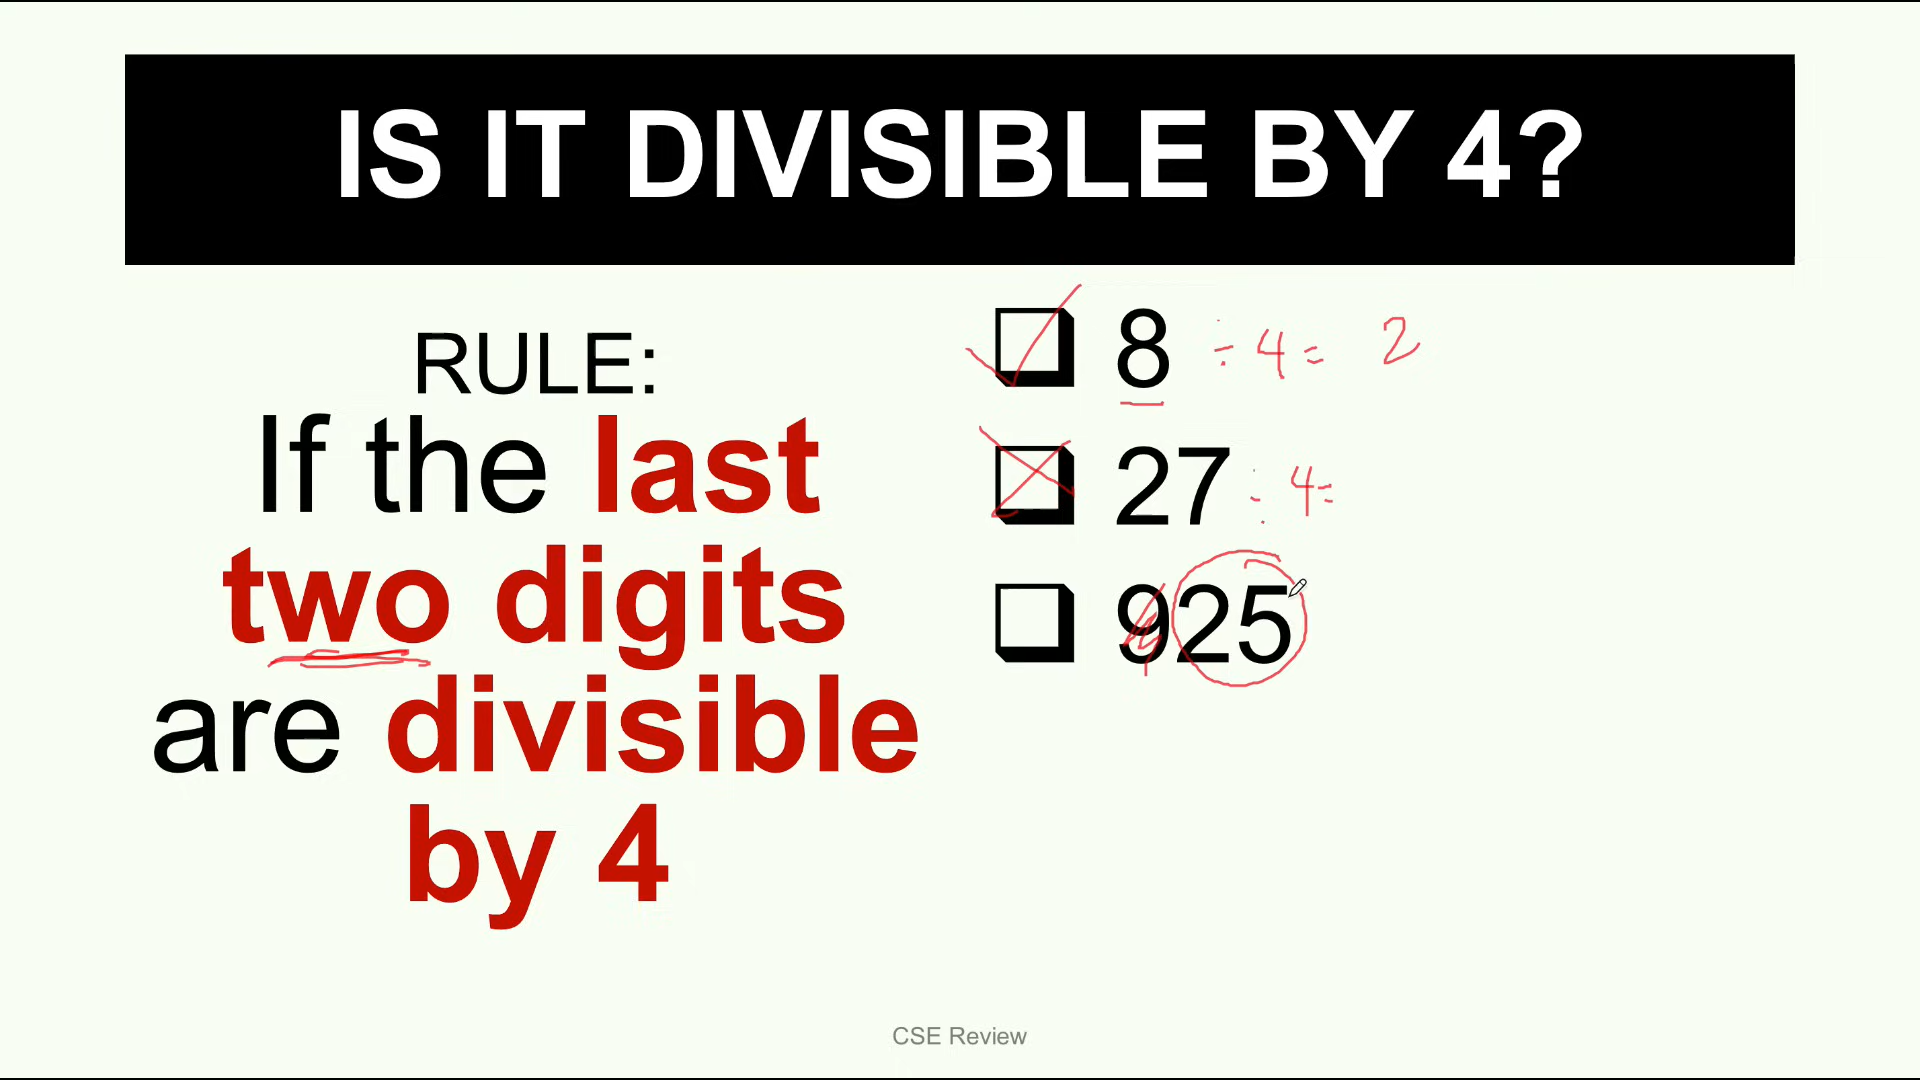 IS IT DIVISIBLE BY 4?
RULE:
If the last
two digits
are divisible
by 4
8 ÷ 4 = 2
27 ÷ 4 =
925
CSE Review